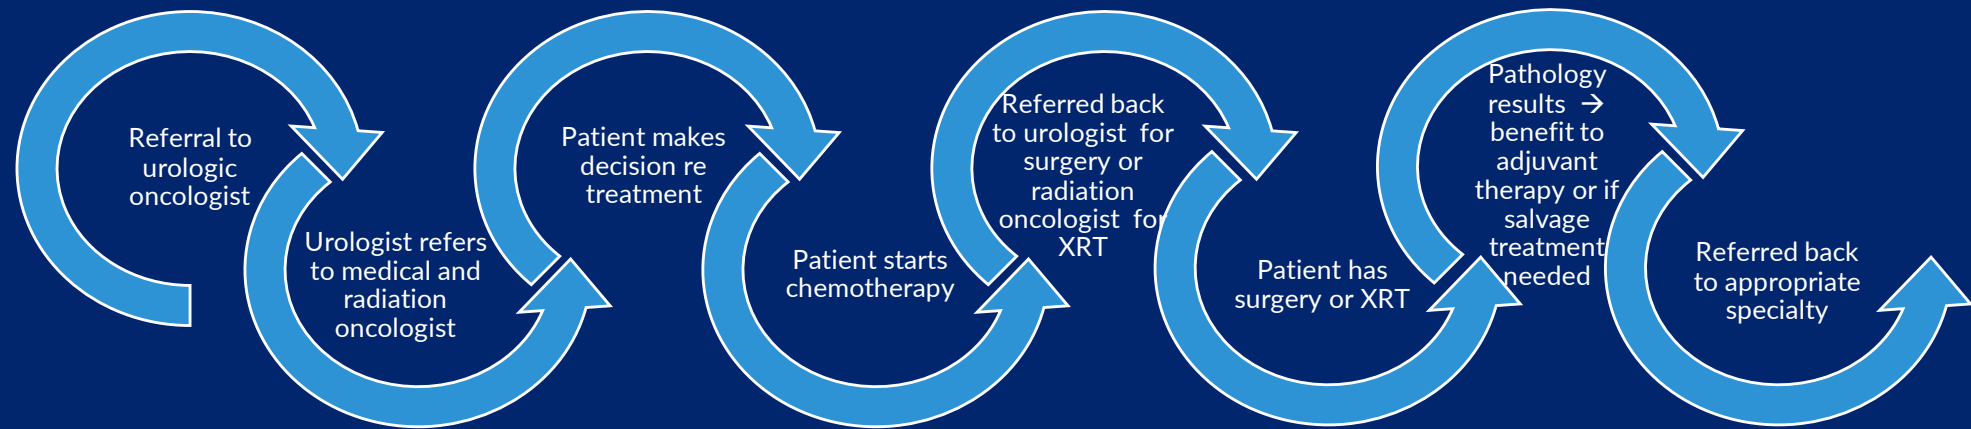 Referral to
urologic
oncologist
Urologist refers
to medical and
radiation
oncologist
Patient makes
decision re
treatment
Patient starts
chemotherapy
Referred back
to urologist for
surgery or
radiation
oncologist for
XRT
Patient has
surgery or XRT
Pathology
results →
benefit to
adjuvant
therapy or if
salvage
treatment
needed
Referred back
to appropriate
specialty